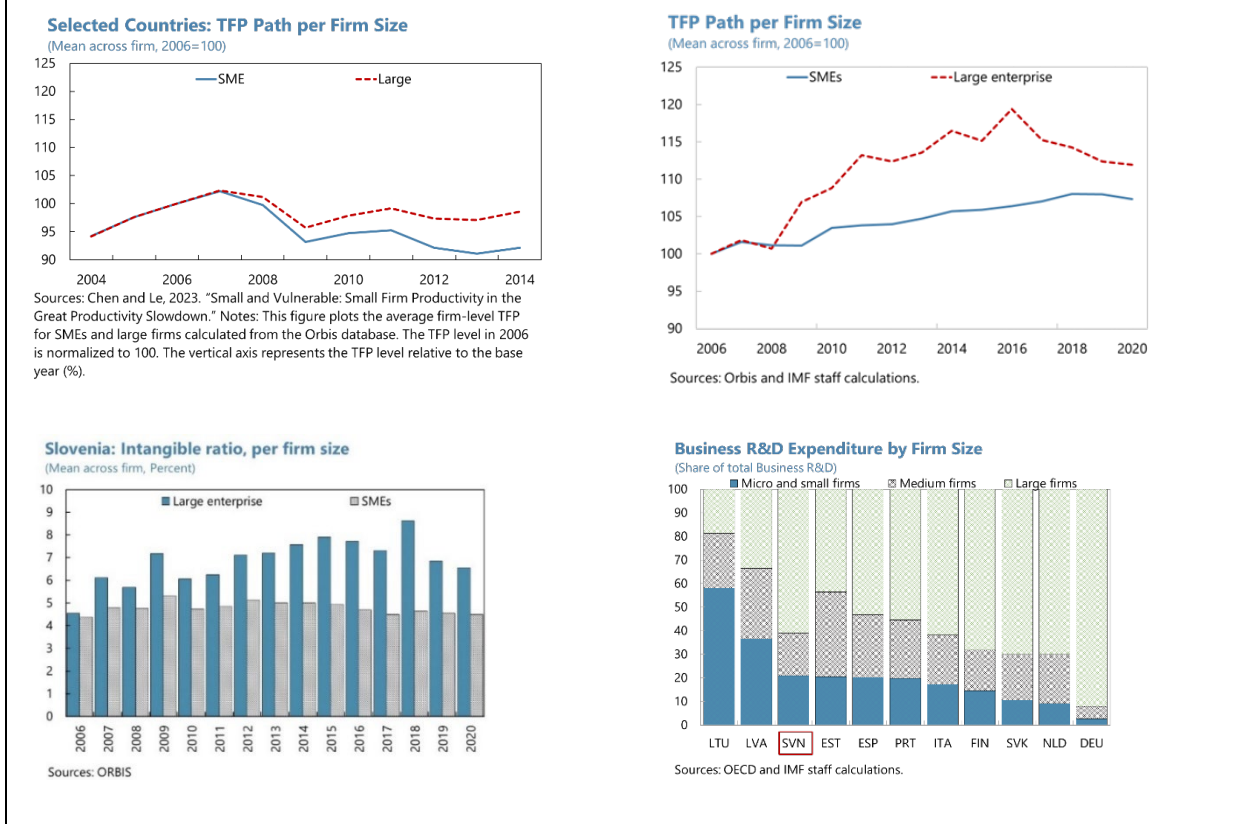 Selected Countries: TFP Path per Firm Size
(Mean across firm, 2006=100)
SME
Large
125
120
115
110
105
100
95
90
2004
2006
2008
2010
2012
2014
Sources: Chen and Le, 2023. “Small and Vulnerable: Small Firm Productivity in the
Great Productivity Slowdown.” Notes: This figure plots the average firm-level TFP
for SMEs and large firms calculated from the Orbis database. The TFP level in 2006
is normalized to 100. The vertical axis represents the TFP level relative to the base
year (%).
TFP Path per Firm Size
(Mean across firm, 2006=100)
SMEs
Large enterprise
125
120
115
110
105
100
95
90
2006
2008
2010
2012
2014
2016
2018
2020
Sources: Orbis and IMF staff calculations.
Slovenia: Intangible ratio, per firm size
(Mean across firm, Percent)
Large enterprise
SMEs
10
9
8
7
6
5
4
3
2
1
0
2006
2007
2008
2009
2010
2011
2012
2013
2014
2015
2016
2017
2018
2019
2020
Sources: ORBIS
Business R&D Expenditure by Firm Size
(Share of total Business R&D)
Micro and small firms
Medium firms
Large firms
100
90
80
70
60
50
40
30
20
10
0
LTU
LVA
SVN
EST
ESP
PRT
ITA
FIN
SVK
NLD
DEU
Sources: OECD and IMF staff calculations.